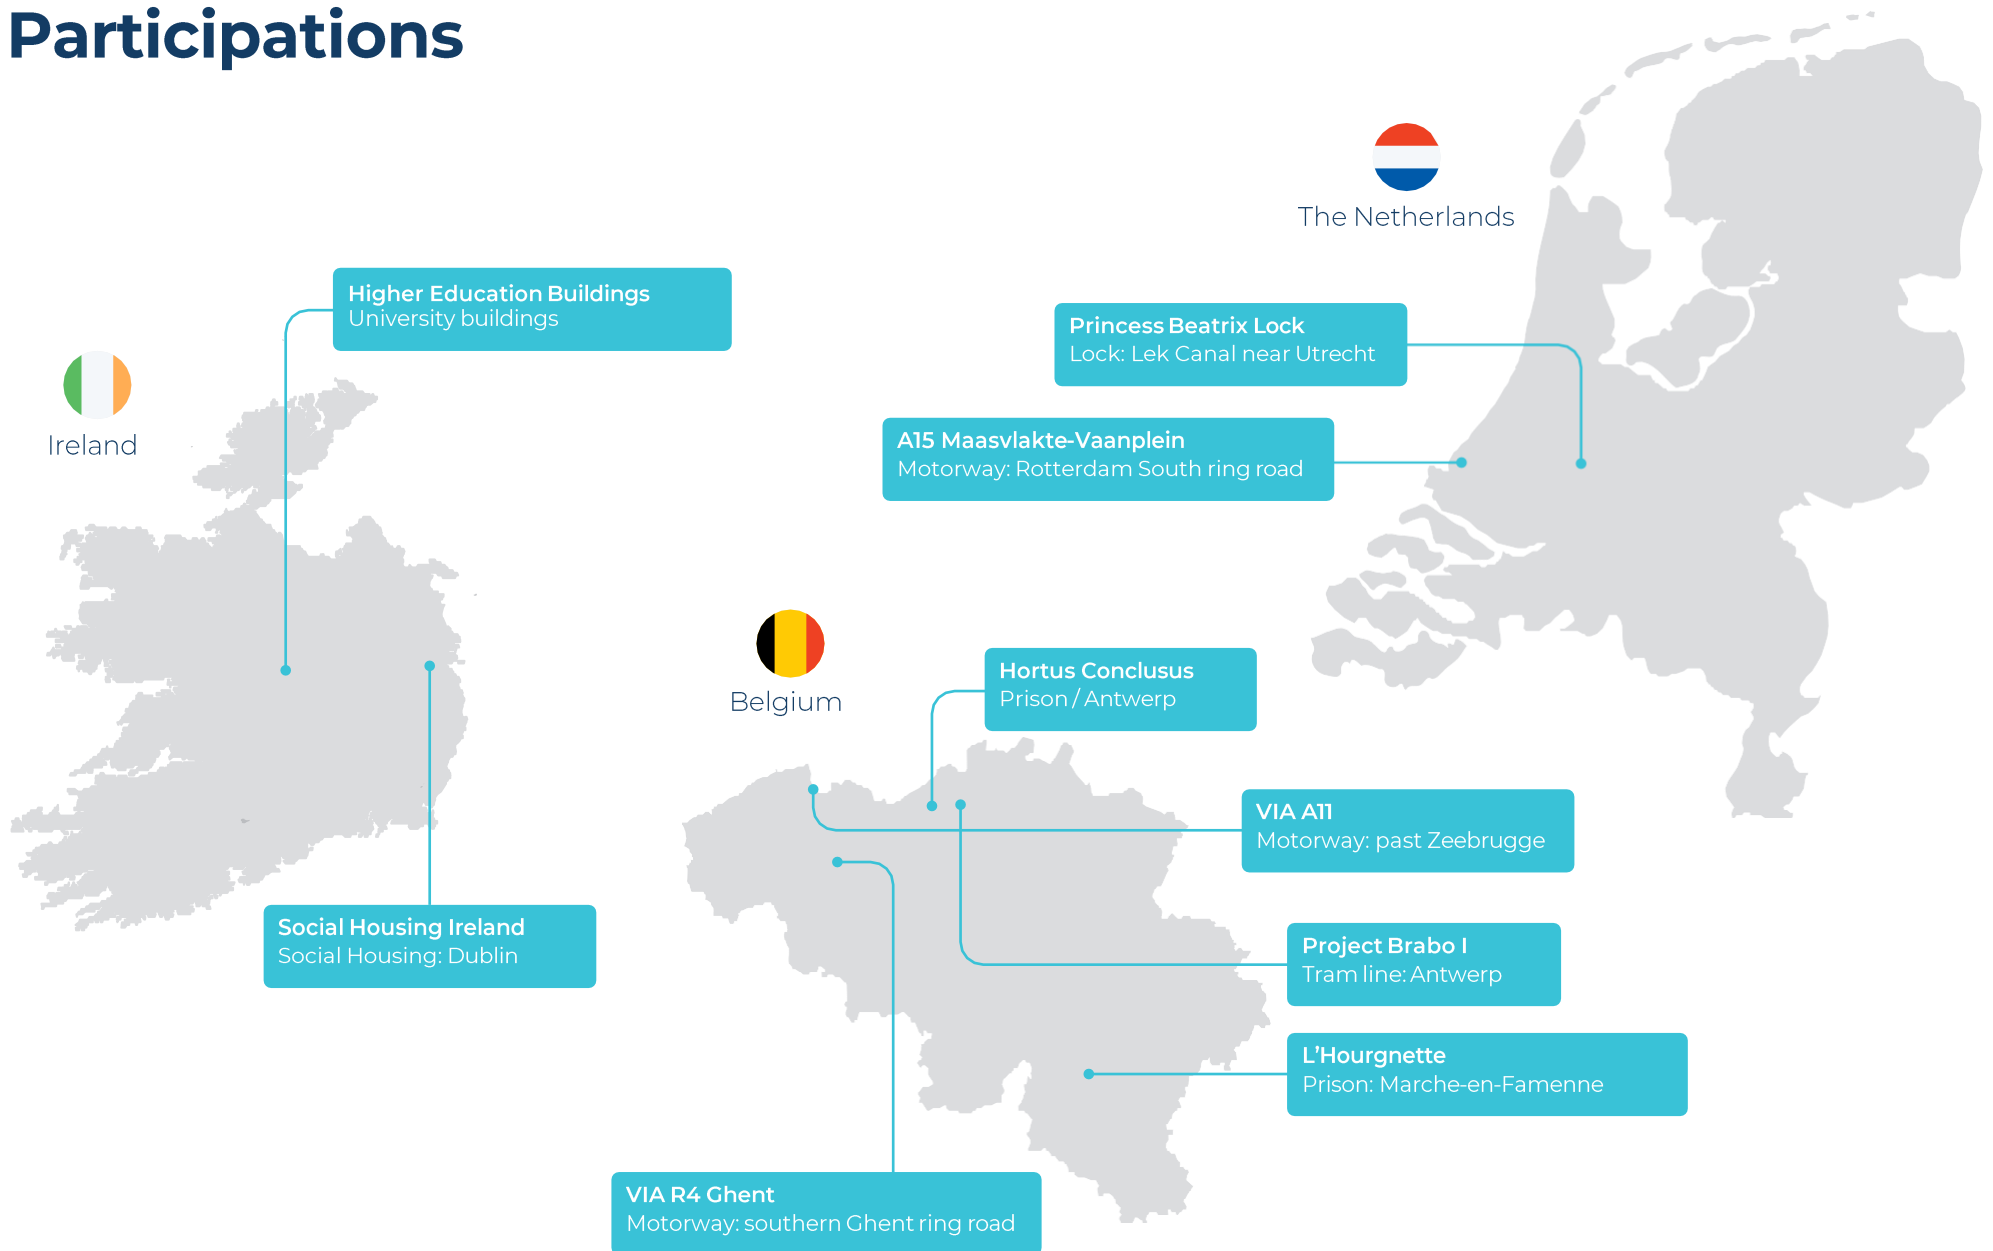 Participations
The Netherlands
Higher Education Buildings
University buildings
Princess Beatrix Lock
Lock: Lek Canal near Utrecht
Ireland
A15 Maasvlakte-Vaanplein
Motorway: Rotterdam South ring road
Belgium
Hortus Conclusus
Prison / Antwerp
VIA A11
Motorway: past Zeebrugge
Social Housing Ireland
Social Housing: Dublin
Project Brabo I
Tram line: Antwerp
L’Hourgnette
Prison: Marche-en-Famenne
VIA R4 Ghent
Motorway: southern Ghent ring road